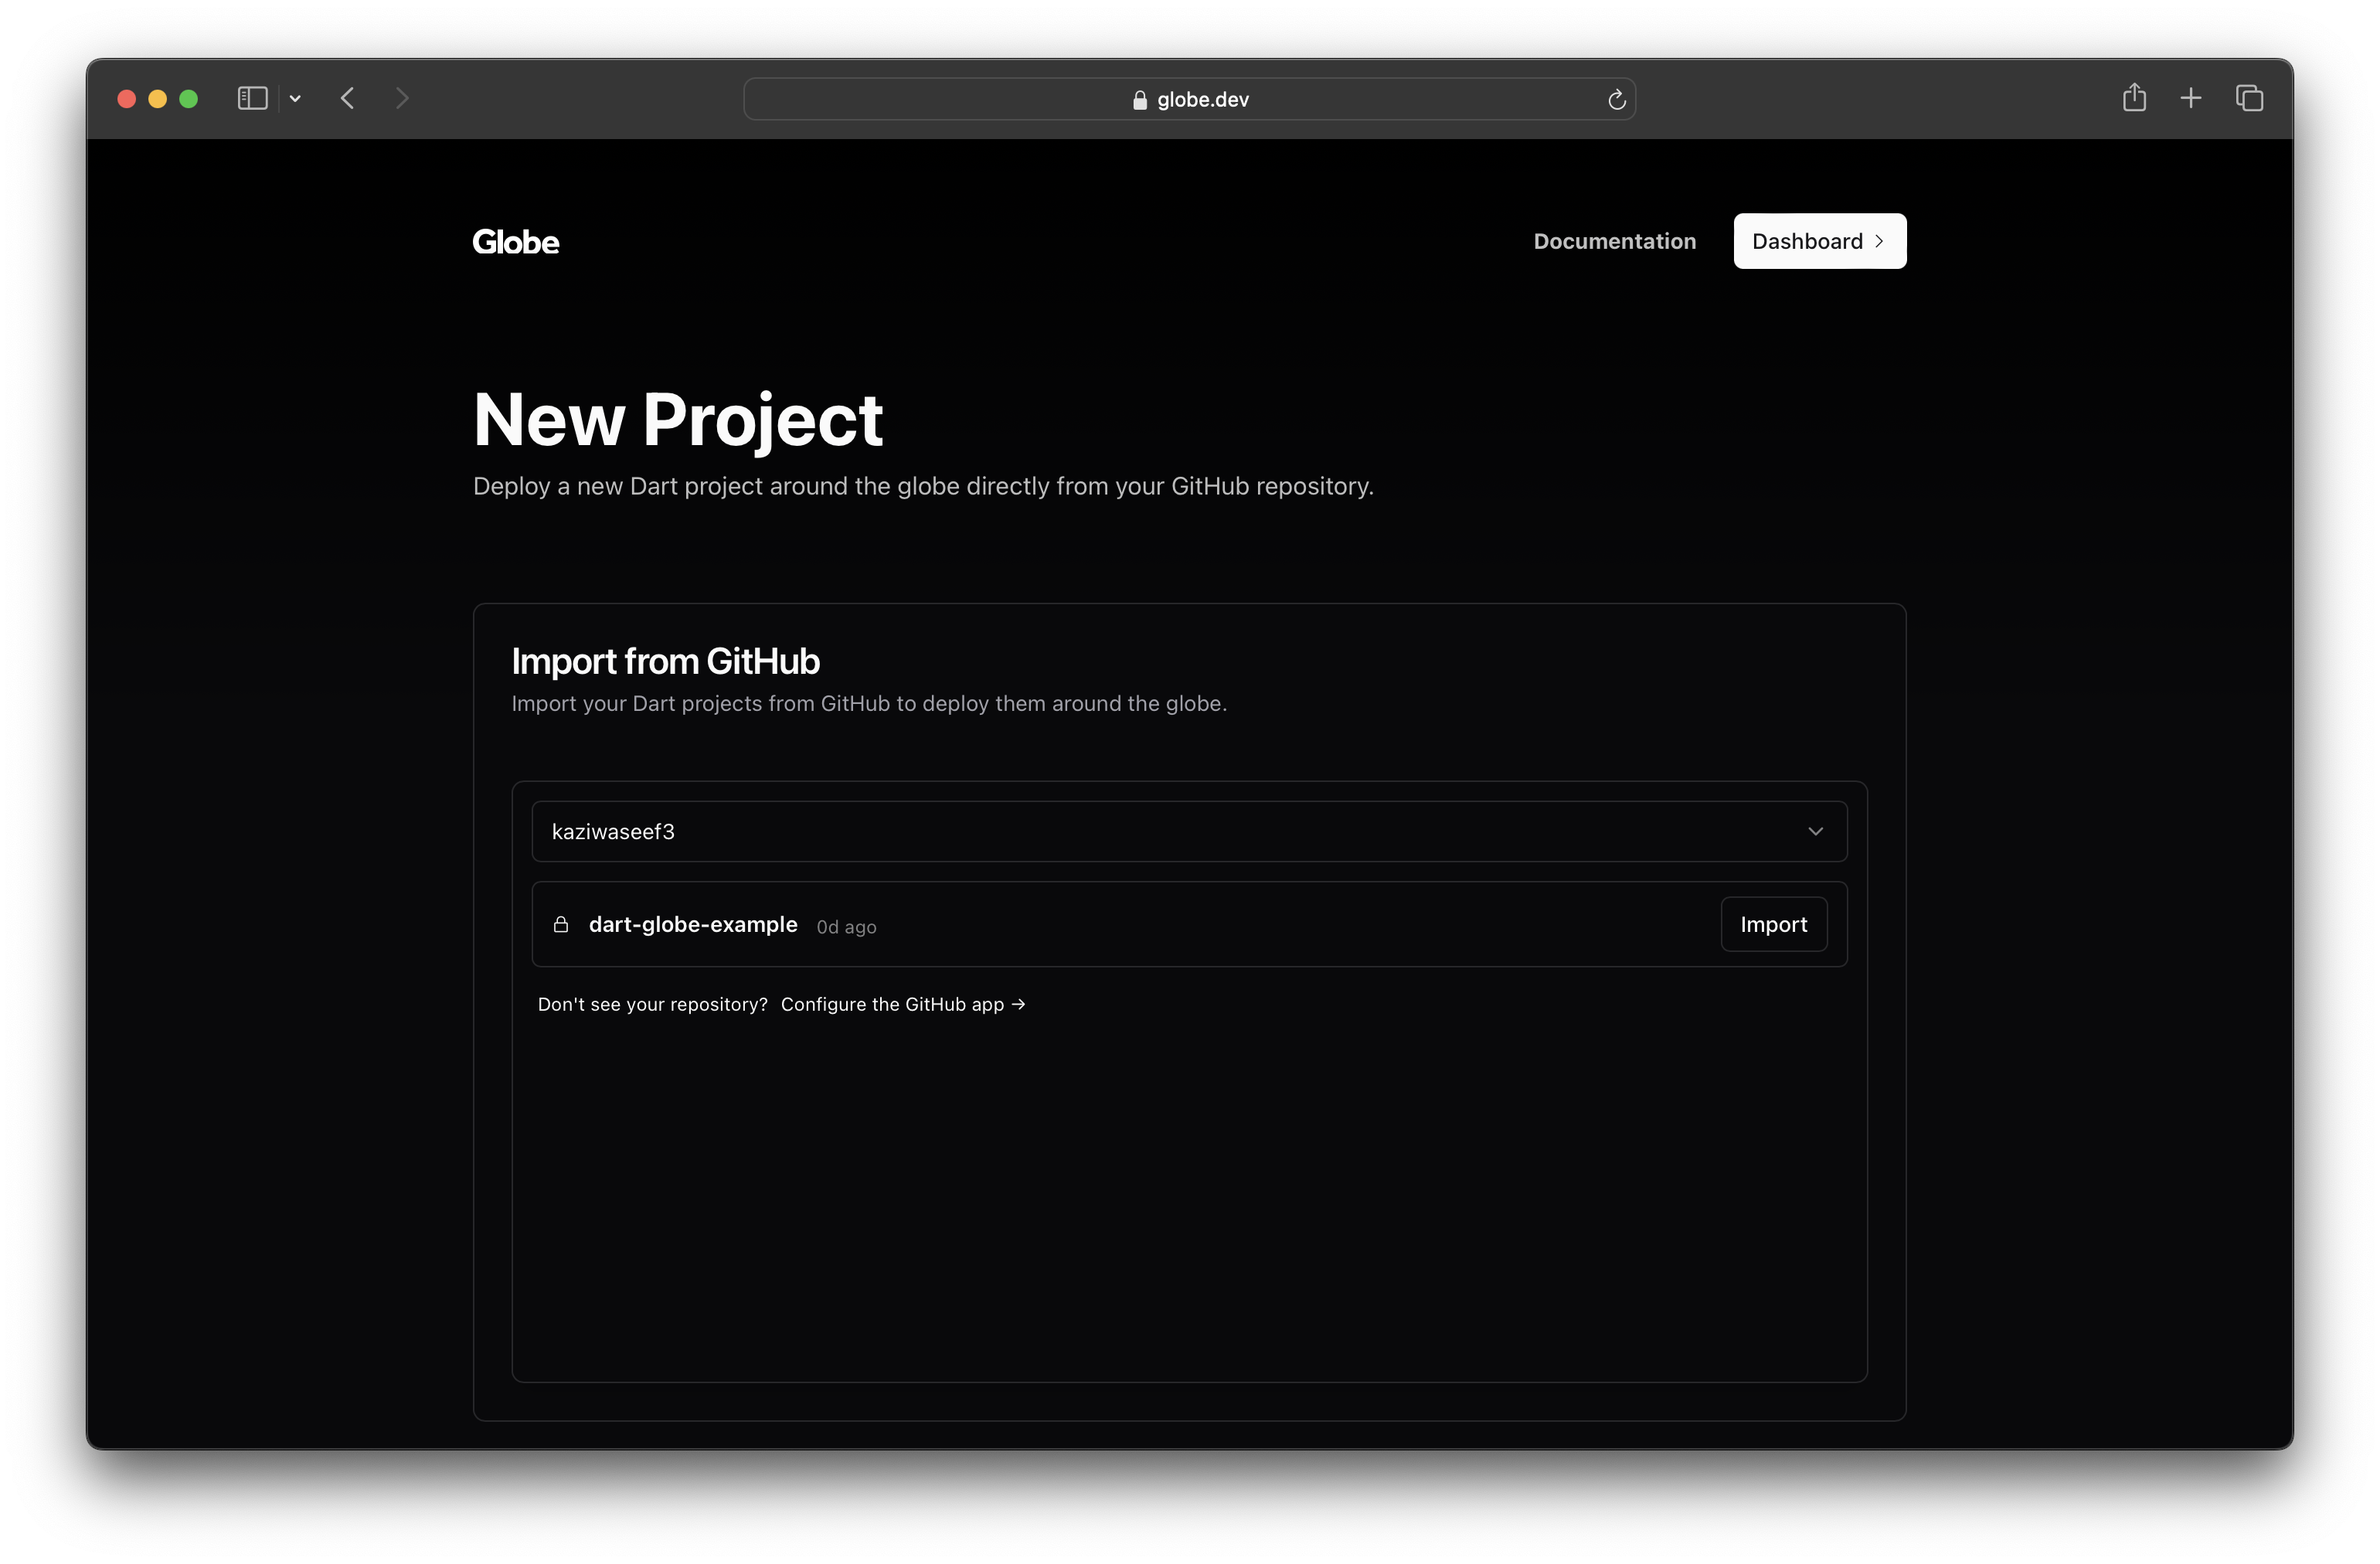 globe.dev
Globe
Documentation
Dashboard
New Project
Deploy a new Dart project around the globe directly from your GitHub repository.
Import from GitHub
Import your Dart projects from GitHub to deploy them around the globe.
kaziwaseef3
dart-globe-example 0d ago
Import
Don't see your repository? Configure the GitHub app →